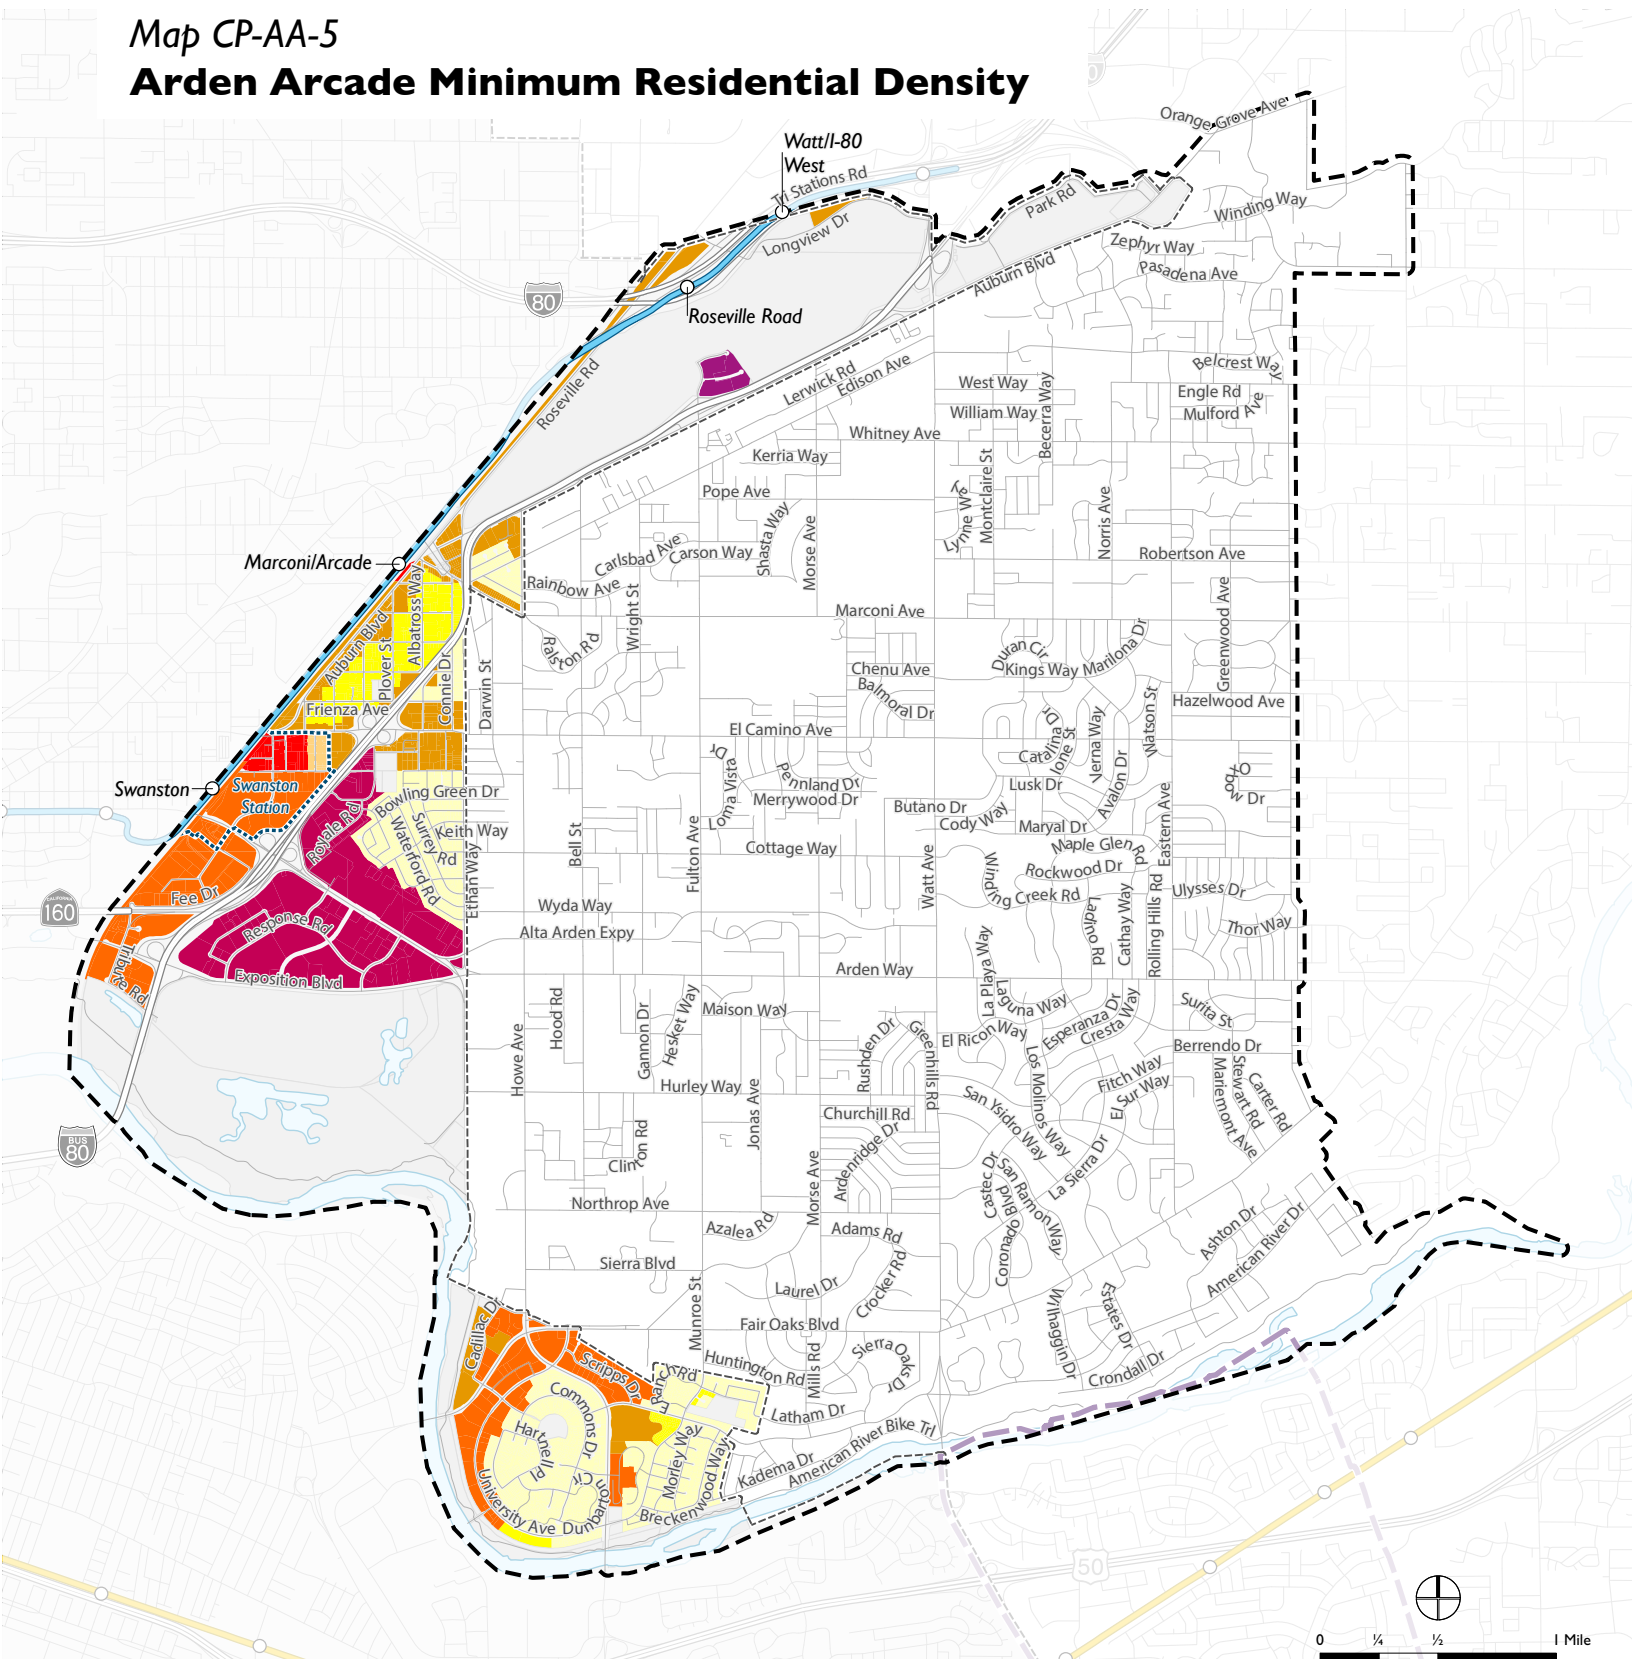 Map CP-AA-5
Arden Arcade Minimum Residential Density
Orange Grove Ave
Watt/I-80
West
Tri Stations Rd
Longview Dr
Park Rd
Winding Way
Zephyr Way
Pasadena Ave
Auburn Blvd
80
Roseville Road
Roseville Rd
Lerwick Rd
Edison Ave
Belcrest Way
West Way
Engle Rd
William Way
Becerra Way
Mulford Ave
Whitney Ave
Kerria Way
Montclaire St
Pope Ave
Lynne Way
Norris Ave
Shasta Way
Morse Ave
Carlsbad Ave
Carson Way
Robertson Ave
Marconi/Arcade
Rainbow Ave
Wright St
Albatross Way
Marconi Ave
Greenwood Ave
Auburn Blvd
Plover St
Ralston Rd
Duran Cir
Kings Way
Marilona Dr
Chenu Ave
Balmoral Dr
Connie Dr
Darwin St
Watson St
Hazelwood Ave
Frienza Ave
El Camino Ave
Catalina Dr
Ione St
Verna Way
Avalon Dr
Swanston
Swanston
Station
Loma Vista Dr
Pennland Dr
Merrywood Dr
Lusk Dr
Oxbow Dr
Bowling Green Dr
Butano Dr
Cody Way
Maryal Dr
Eastern Ave
Royale Rd
Surrey Rd
Keith Way
Waterford Rd
Bell St
Fulton Ave
Cottage Way
Maple Glen Rd
Ethan Way
Watt Ave
Winding Creek Rd
Rockwood Dr
Ulysses Dr
CALIFORNIA
160
Fee Dr
Wyda Way
Response Rd
Alta Arden Expy
Ladino Rd
Cathay Way
Rolling Hills Rd
Thor Way
Tribute Rd
Exposition Blvd
Arden Way
La Playa Way
Laguna Way
Hood Rd
Gannon Dr
Hesket Way
Maison Way
Esperanza Dr
Cresta Way
Surita St
Howe Ave
Rushden Dr
Greenhills Rd
El Ricon Way
Los Molinos Way
Berrendo Dr
Hurley Way
Jonas Ave
Fitch Way
El Sur Way
Stewart Rd
Carter Rd
Mariemont Ave
BUS
80
Churchill Rd
San Ysidro Way
Clinton Rd
Ardenridge Dr
La Sierra Dr
Castec Dr
San Ramon Way
Coronado Blvd
Northrop Ave
Azalea Rd
Morse Ave
Adams Rd
Ashton Dr
American River Dr
Sierra Blvd
Munroe St
Laurel Dr
Crocker Rd
Cadillac Dr
Fair Oaks Blvd
Willhaggin Dr
Estates Dr
Scripps Dr
Huntington Rd
Mills Rd
Sierra Oaks Dr
Crondall Dr
Commons Dr
Latham Dr
Hartnell Pl
American River Bike Trl
Morley Way
Kadema Dr
University Ave
Dunbarton Cir
Breckenwood Way
50
0
¼
½
1 Mile